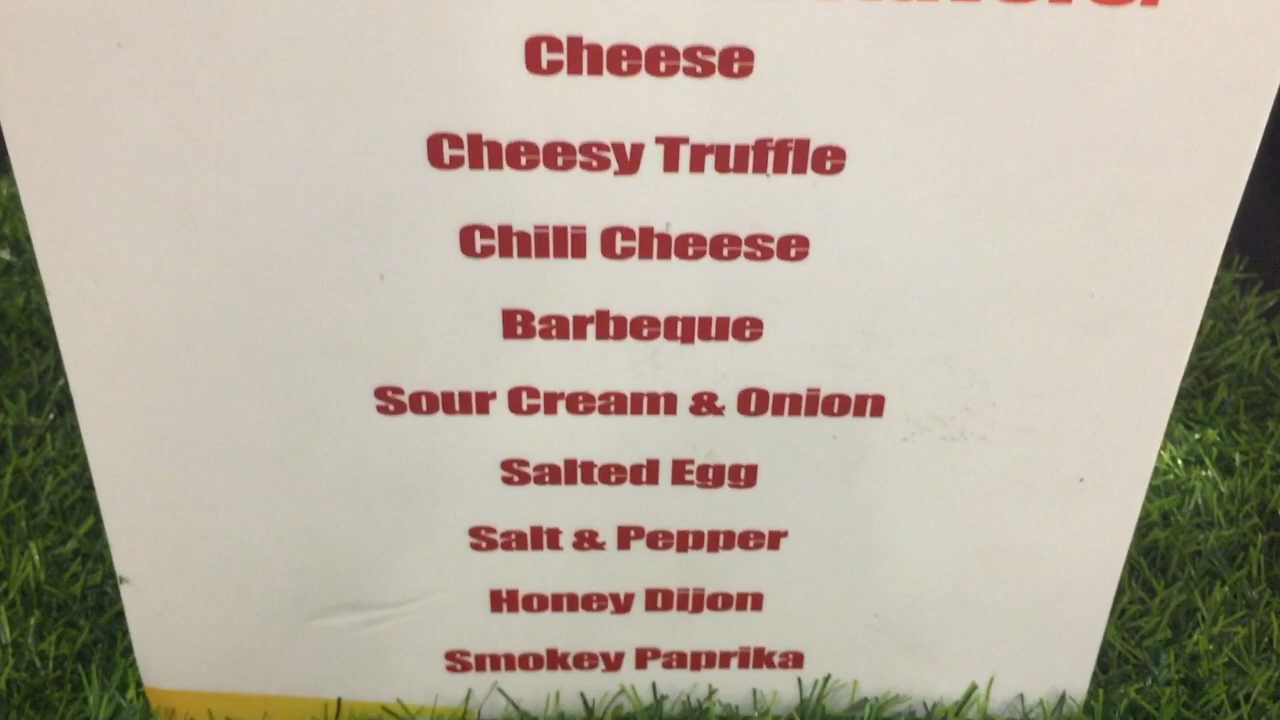 Cheese
Cheesy Truffle
Chili Cheese
Barbeque
Sour Cream & Onion
Salted Egg
Salt & Pepper
Honey Dijon
Smokey Paprika